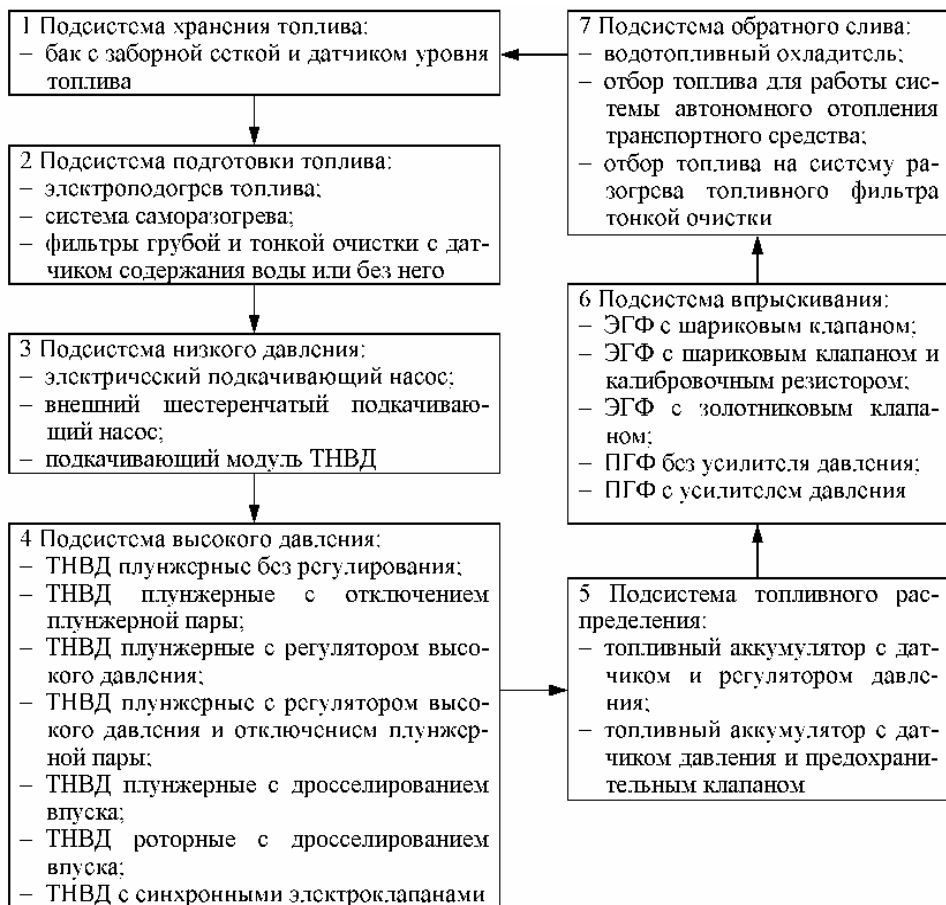 1 Подсистема хранения топлива:
– бак с заборной сеткой и датчиком уровня
топлива
2 Подсистема подготовки топлива:
– электроподогрев топлива;
– система саморазогрева;
– фильтры грубой и тонкой очистки с дат-
чиком содержания воды или без него
3 Подсистема низкого давления:
– электрический подкачивающий насос;
– внешний шестеренчатый подкачиваю-
щий насос;
– подкачивающий модуль ТНВД
4 Подсистема высокого давления:
– ТНВД плунжерные без регулирования;
– ТНВД плунжерные с отключением
плунжерной пары;
– ТНВД плунжерные с регулятором высо-
кого давления;
– ТНВД плунжерные с регулятором высо-
кого давления и отключением плунжер-
ной пары;
– ТНВД плунжерные с дросселированием
впуска;
– ТНВД роторные с дросселированием
впуска;
– ТНВД с синхронными электроклапанами
5 Подсистема топливного рас-
пределения:
– топливный аккумулятор с дат-
чиком и регулятором давле-
ния;
– топливный аккумулятор с дат-
чиком давления и предохрани-
тельным клапаном
6 Подсистема впрыскивания:
– ЭГФ с шариковым клапаном;
– ЭГФ с шариковым клапаном и
калибровочным резистором;
– ЭГФ с золотниковым клапа-
ном;
– ПГФ без усилителя давления;
– ПГФ с усилителем давления
7 Подсистема обратного слива:
– водотопливный охладитель;
– отбор топлива для работы сис-
темы автономного отопления
транспортного средства;
– отбор топлива на систему ра-
зогрева топливного фильтра
тонкой очистки